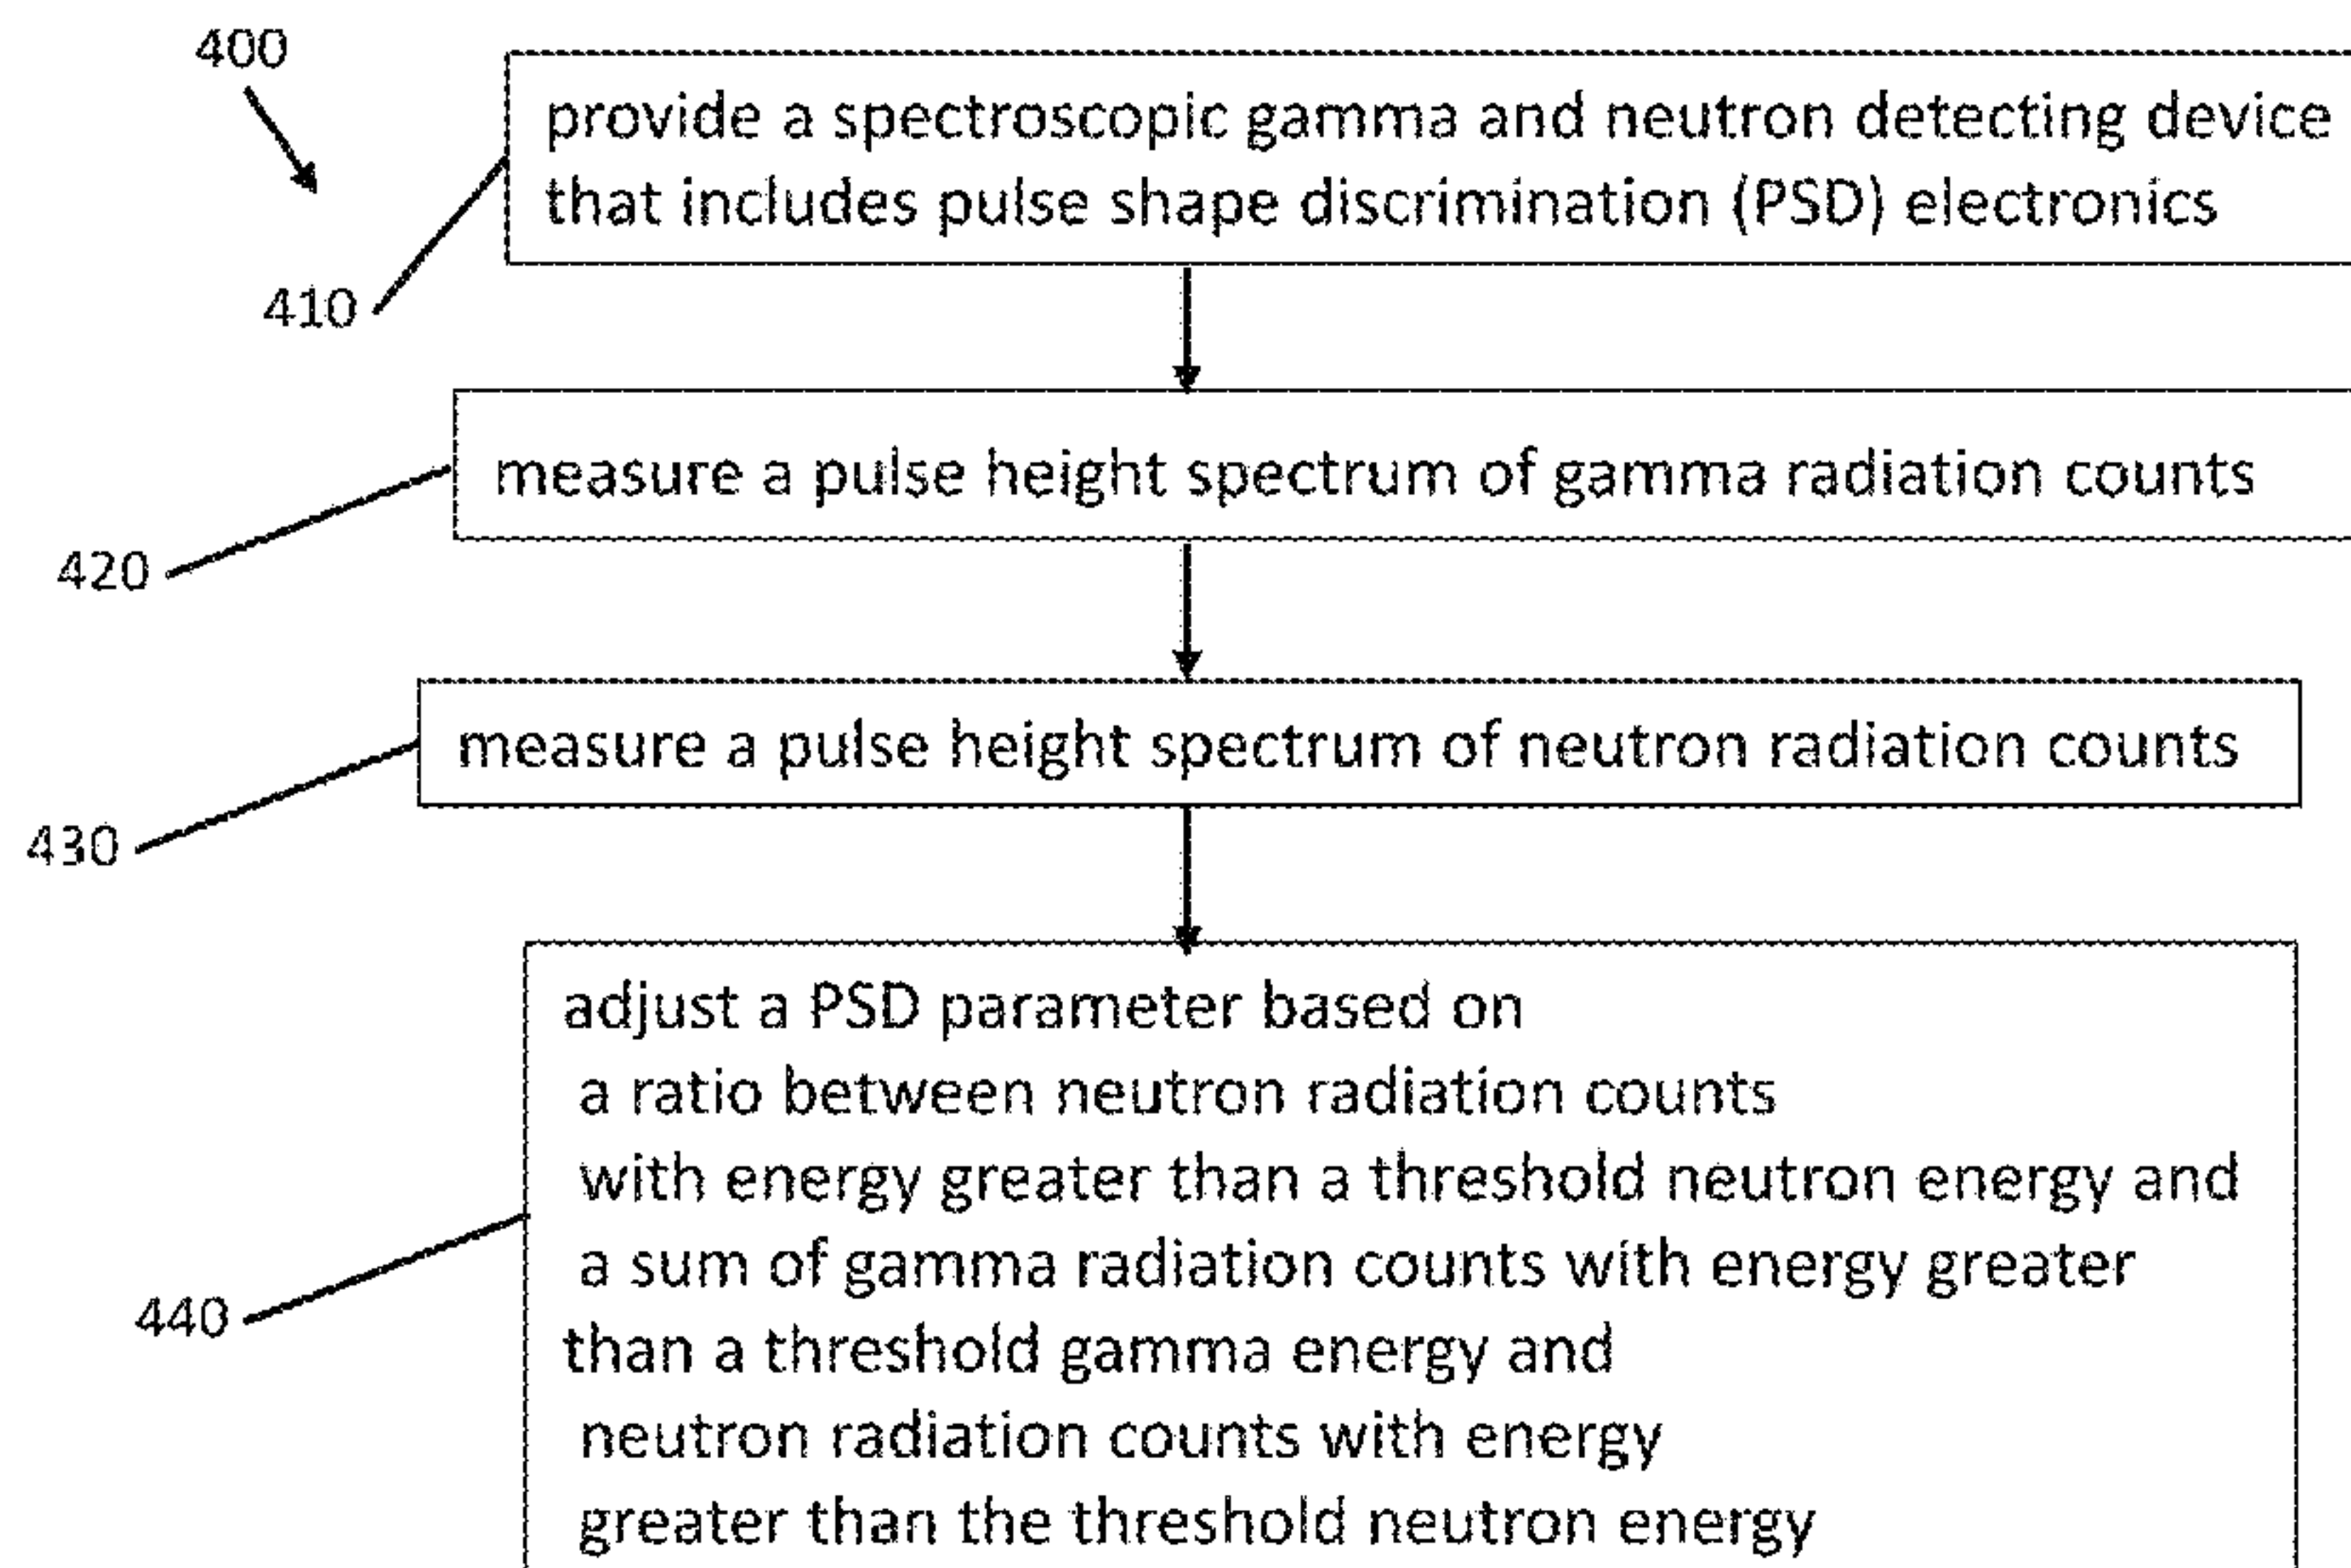 400
provide a spectroscopic gamma and neutron detecting device
that includes pulse shape discrimination (PSD) electronics
410
measure a pulse height spectrum of gamma radiation counts
420
measure a pulse height spectrum of neutron radiation counts
430
adjust a PSD parameter based on
a ratio between neutron radiation counts
with energy greater than a threshold neutron energy and
a sum of gamma radiation counts with energy greater
than a threshold gamma energy and
neutron radiation counts with energy
greater than the threshold neutron energy
440